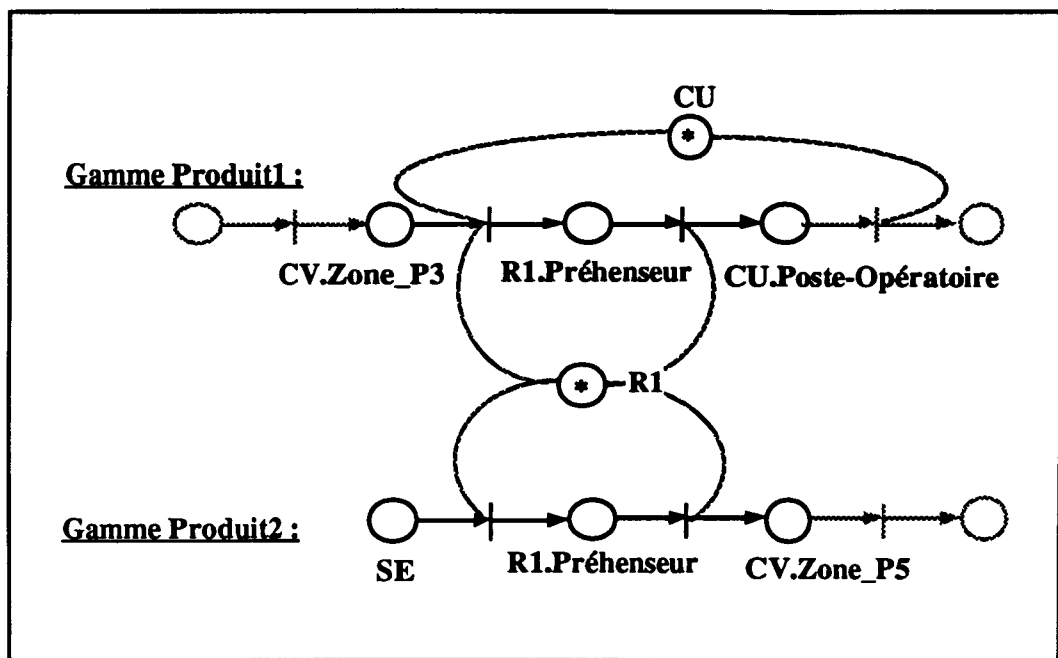 CU
*
Gamme Produit1 :
CV.Zone_P3
R1.Préhenseur
CU.Poste-Opératoire
*
R1
Gamme Produit2 :
SE
R1.Préhenseur
CV.Zone_P5